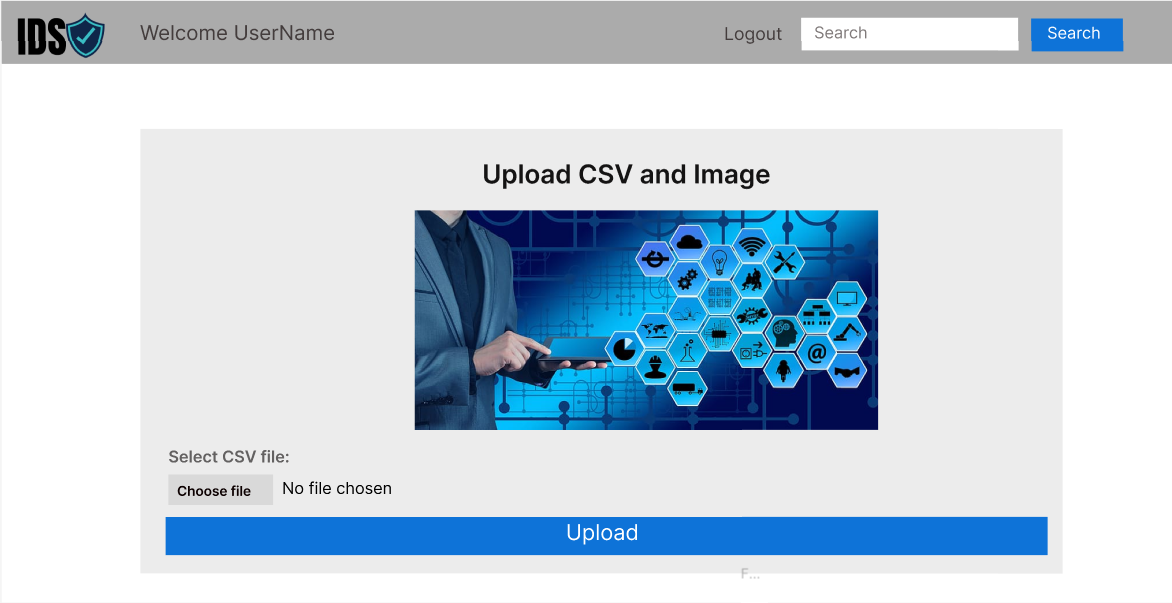 IDS
Welcome UserName
Logout
Search
Search
Upload CSV and Image
@
Select CSV file:
Choose file
No file chosen
Upload
F...